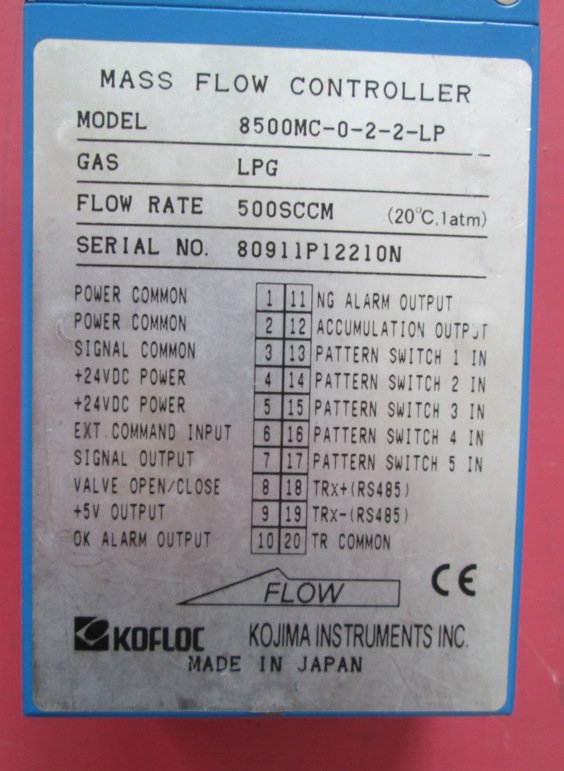 MASS FLOW CONTROLLER
MODEL 8500MC-0-2-2-LP
GAS LPG
FLOW RATE 500SCCM (20°C,1atm)
SERIAL NO. 80911P12210N
POWER COMMON 1 11 NG ALARM OUTPUT
POWER COMMON 2 12 ACCUMULATION OUTPUT
SIGNAL COMMON 3 13 PATTERN SWITCH 1 IN
+24VDC POWER 4 14 PATTERN SWITCH 2 IN
+24VDC POWER 5 15 PATTERN SWITCH 3 IN
EXT.COMMAND INPUT 6 16 PATTERN SWITCH 4 IN
SIGNAL OUTPUT 7 17 PATTERN SWITCH 5 IN
VALVE OPEN/CLOSE 8 18 TRx+(RS485)
+5V OUTPUT 9 19 TRx-(RS485)
OK ALARM OUTPUT 10 20 TR COMMON
FLOW CE
KOFLOC KOJIMA INSTRUMENTS INC.
MADE IN JAPAN